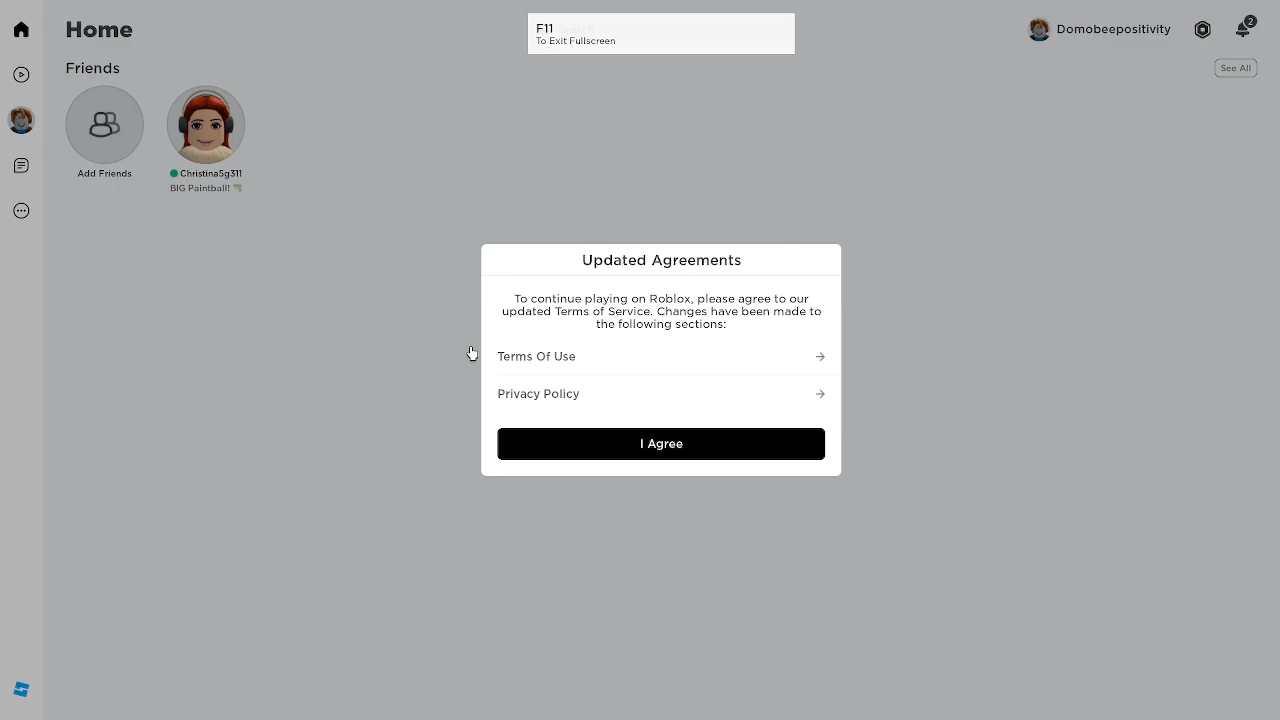 Home
F11
To Exit Fullscreen
Domobeepositivity
2
Friends
See All
Add Friends
Christina5g311
BIG Paintball!
Updated Agreements
To continue playing on Roblox, please agree to our
updated Terms of Service. Changes have been made to
the following sections:
Terms Of Use
Privacy Policy
I Agree